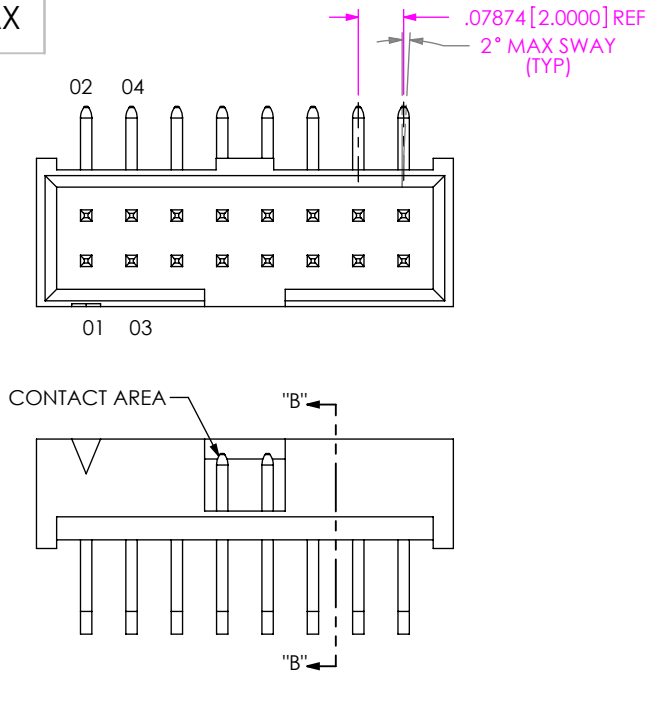 X
.07874[2.0000] REF
2° MAX SWAY
(TYP)
02 04
01 03
CONTACT AREA
"B"
"B"